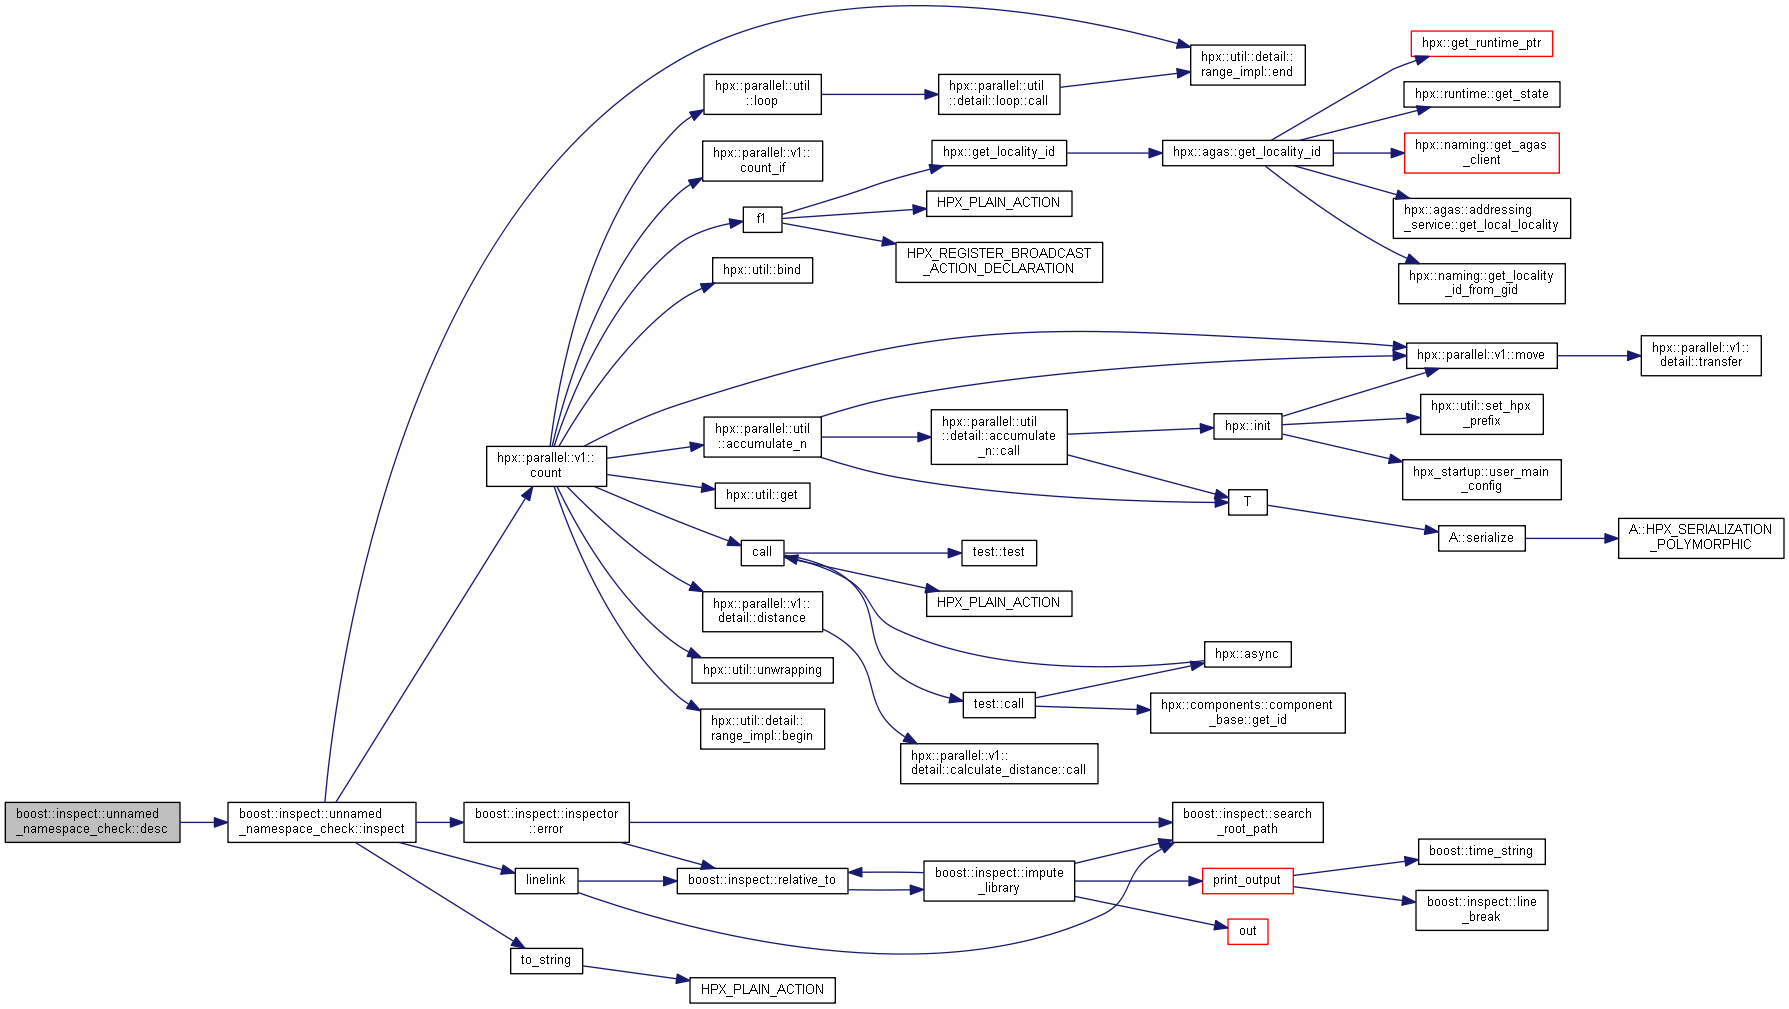 boost::inspect::unnamed
_namespace_check::desc
boost::inspect::unnamed
_namespace_check::inspect
hpx::parallel::v1::
count
hpx::parallel::util
::loop
hpx::parallel::util
::detail::loop::call
hpx::util::detail::
range_impl::end
hpx::parallel::v1::
count_if
f1
hpx::get_locality_id
hpx::agas::get_locality_id
hpx::get_runtime_ptr
hpx::runtime::get_state
hpx::naming::get_agas
_client
hpx::agas::addressing
_service::get_local_locality
hpx::naming::get_locality
_id_from_gid
HPX_PLAIN_ACTION
HPX_REGISTER_BROADCAST
_ACTION_DECLARATION
hpx::util::bind
hpx::parallel::v1::move
hpx::parallel::v1::
detail::transfer
hpx::parallel::util
::accumulate_n
hpx::parallel::util
::detail::accumulate
_n::call
hpx::init
hpx::util::set_hpx
_prefix
hpx_startup::user_main
_config
T
A::serialize
A::HPX_SERIALIZATION
_POLYMORPHIC
hpx::util::get
call
test::test
HPX_PLAIN_ACTION
test::call
hpx::async
hpx::components::component
_base::get_id
hpx::parallel::v1::
detail::distance
hpx::parallel::v1::
detail::calculate_distance::call
hpx::util::unwrapping
hpx::util::detail::
range_impl::begin
boost::inspect::inspector
::error
boost::inspect::search
_root_path
linelink
boost::inspect::relative_to
boost::inspect::impute
_library
print_output
boost::time_string
boost::inspect::line
_break
out
to_string
HPX_PLAIN_ACTION